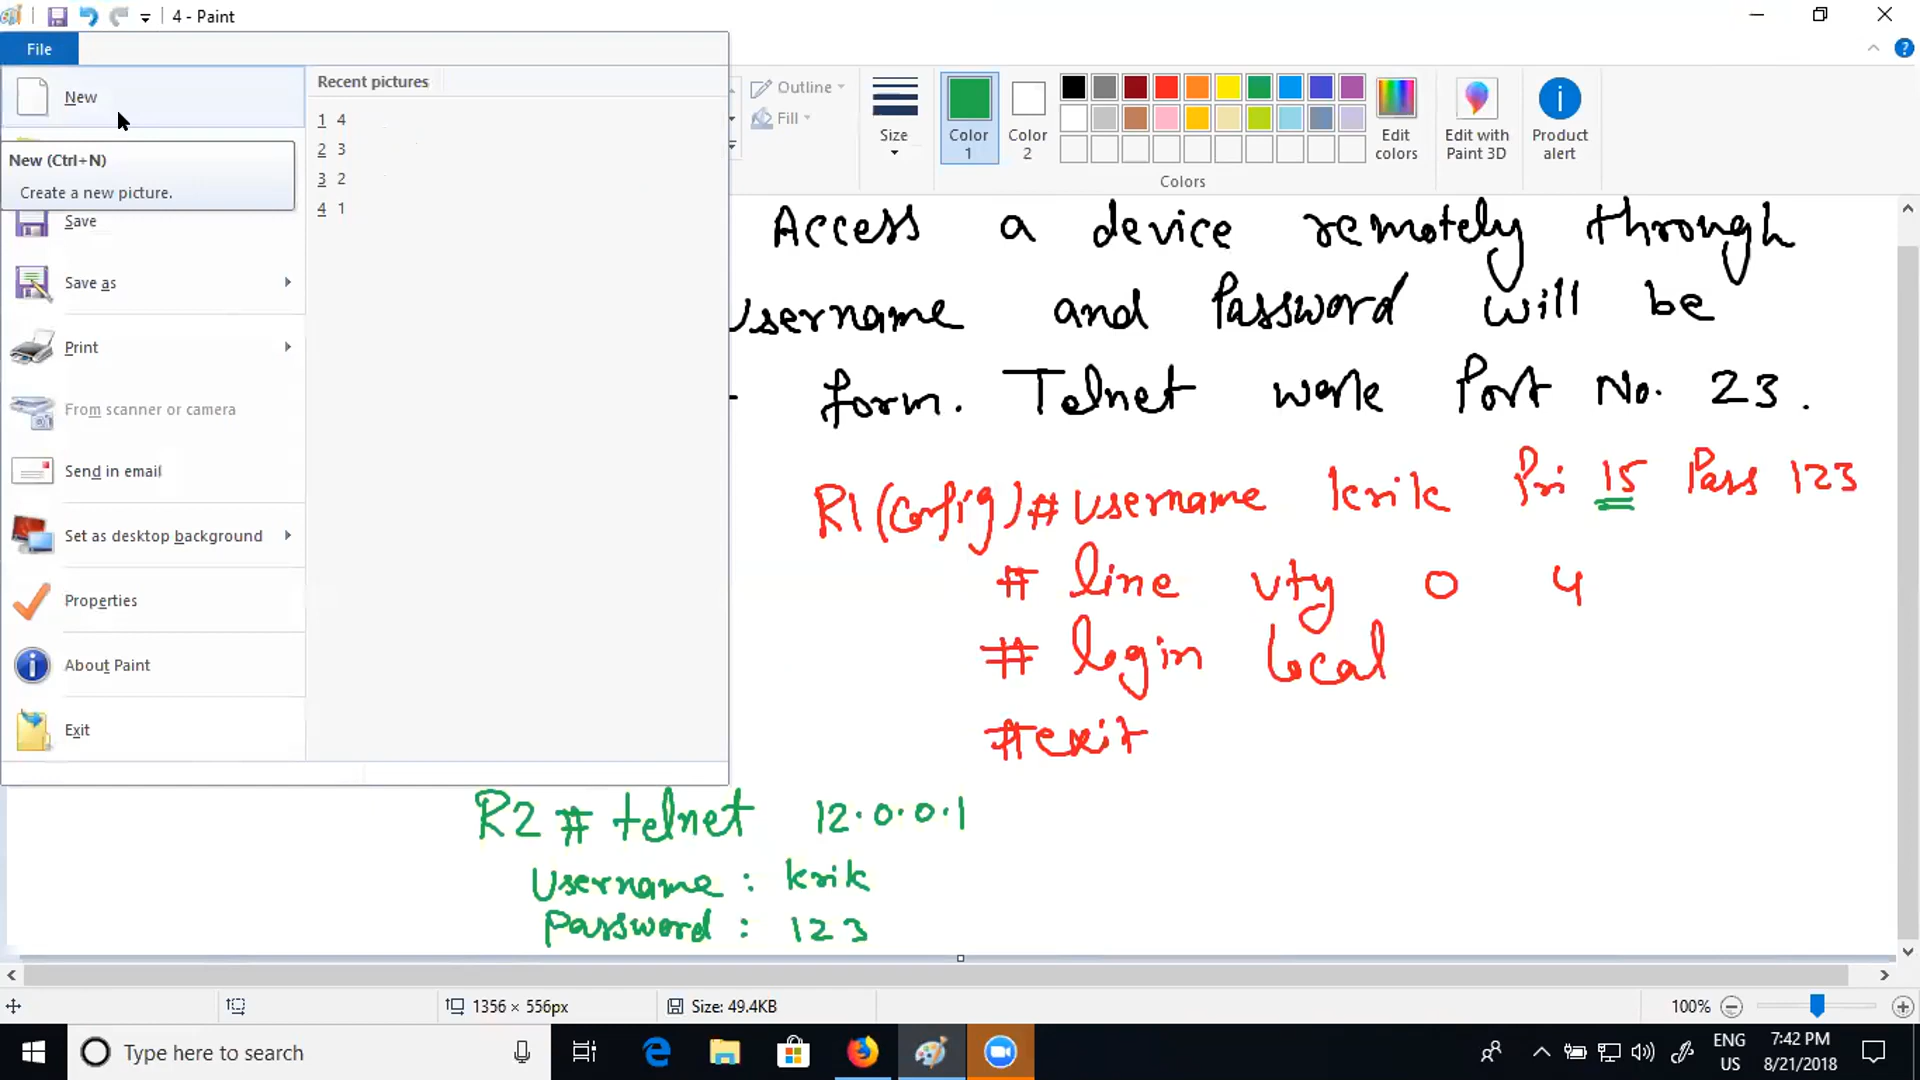 4 - Paint
File
New
New (Ctrl+N)
Create a new picture.
Save
Save as
Print
From scanner or camera
Send in email
Set as desktop background
Properties
About Paint
Exit
Recent pictures
1 4
2 3
3 2
4 1
Outline
Fill
Size
Color 1
Color 2
Edit colors
Edit with Paint 3D
Product alert
Colors
Access a device remotely through
Username and Password will be
form. Telnet work Port No. 23.
R1(Config)# Username krik Pri 15 Pass 123
# line vty 0 4
# login local
#exit
R2 # telnet 12.0.0.1
Username : krik
Password : 123
1356 × 556px
Size: 49.4KB
100%
Type here to search
ENG
US
7:42 PM
8/21/2018